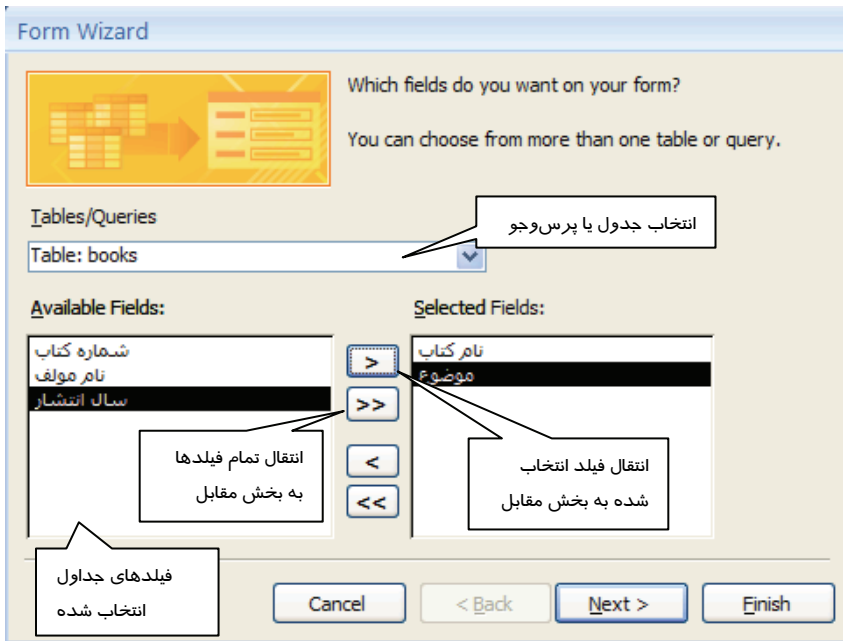 Form Wizard
Which fields do you want on your form?
You can choose from more than one table or query.
Tables/Queries
انتخاب جدول یا پرس‌وجو
Table: books
Available Fields:
Selected Fields:
شماره کتاب
نام مولف
سال انتشار
>
>>
<
<<
نام کتاب
موضوع
انتقال تمام فیلدها
به بخش مقابل
انتقال فیلد انتخاب
شده به بخش مقابل
فیلدهای جداول
انتخاب شده
Cancel
< Back
Next >
Finish